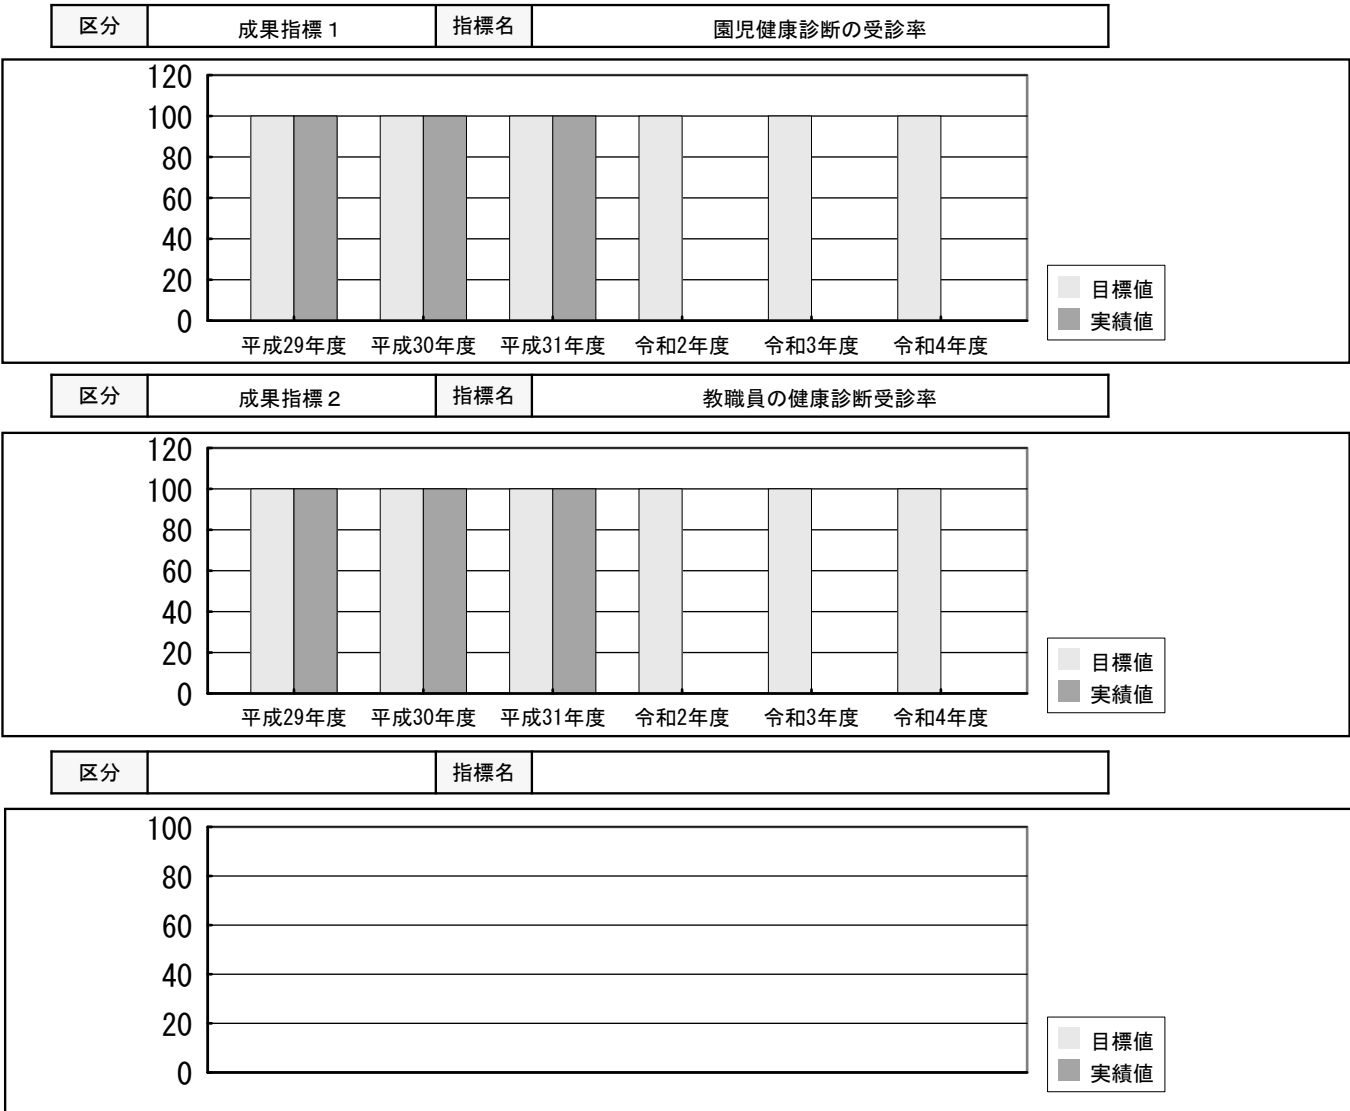 区分 成果指標１ 指標名 園児健康診断の受診率
120
100
80
60
40
20
0
平成29年度 平成30年度 平成31年度 令和2年度 令和3年度 令和4年度
目標値
実績値
区分 成果指標２ 指標名 教職員の健康診断受診率
120
100
80
60
40
20
0
平成29年度 平成30年度 平成31年度 令和2年度 令和3年度 令和4年度
目標値
実績値
区分 指標名
100
80
60
40
20
0
目標値
実績値